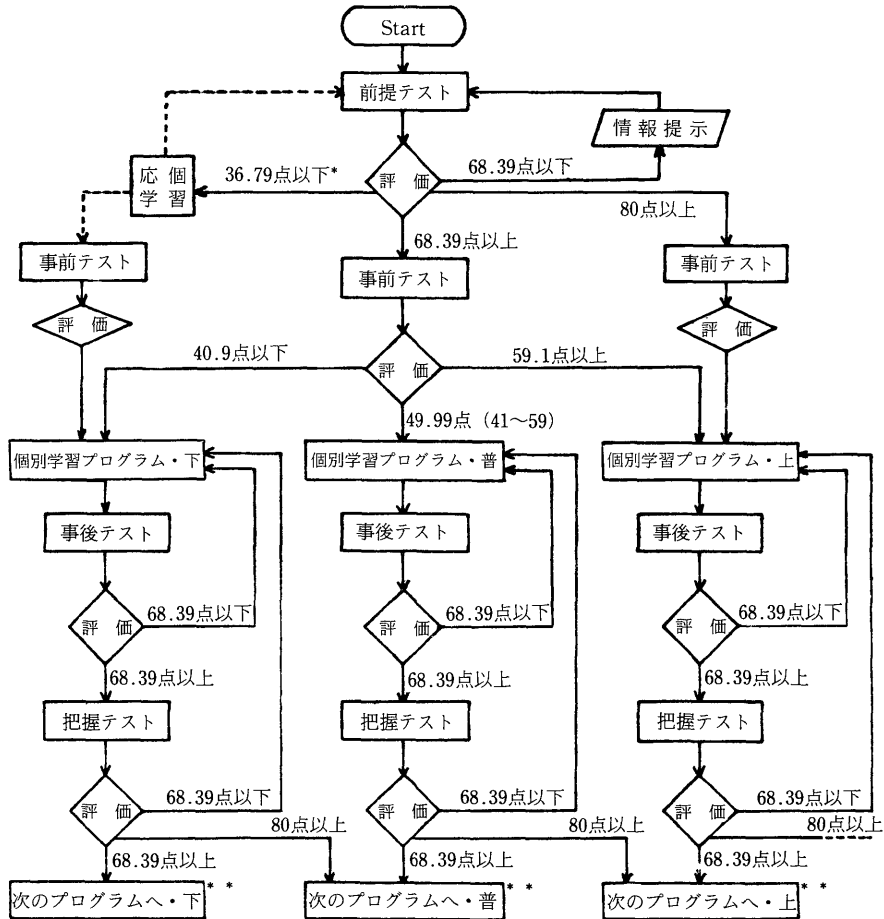 Start
前提テスト
情報提示
応個
学習
36.79点以下*
評 価
68.39点以下
80点以上
68.39点以上
事前テスト
事前テスト
事前テスト
評 価
評 価
評 価
40.9点以下
59.1点以上
49.99点（41〜59）
個別学習プログラム・下
個別学習プログラム・普
個別学習プログラム・上
事後テスト
事後テスト
事後テスト
評 価
68.39点以下
評 価
68.39点以下
評 価
68.39点以下
68.39点以上
68.39点以上
68.39点以上
把握テスト
把握テスト
把握テスト
評 価
68.39点以下
評 価
68.39点以下
評 価
68.39点以下
80点以上
80点以上
80点以上
68.39点以上
68.39点以上
68.39点以上
次のプログラムへ・下**
次のプログラムへ・普**
次のプログラムへ・上**